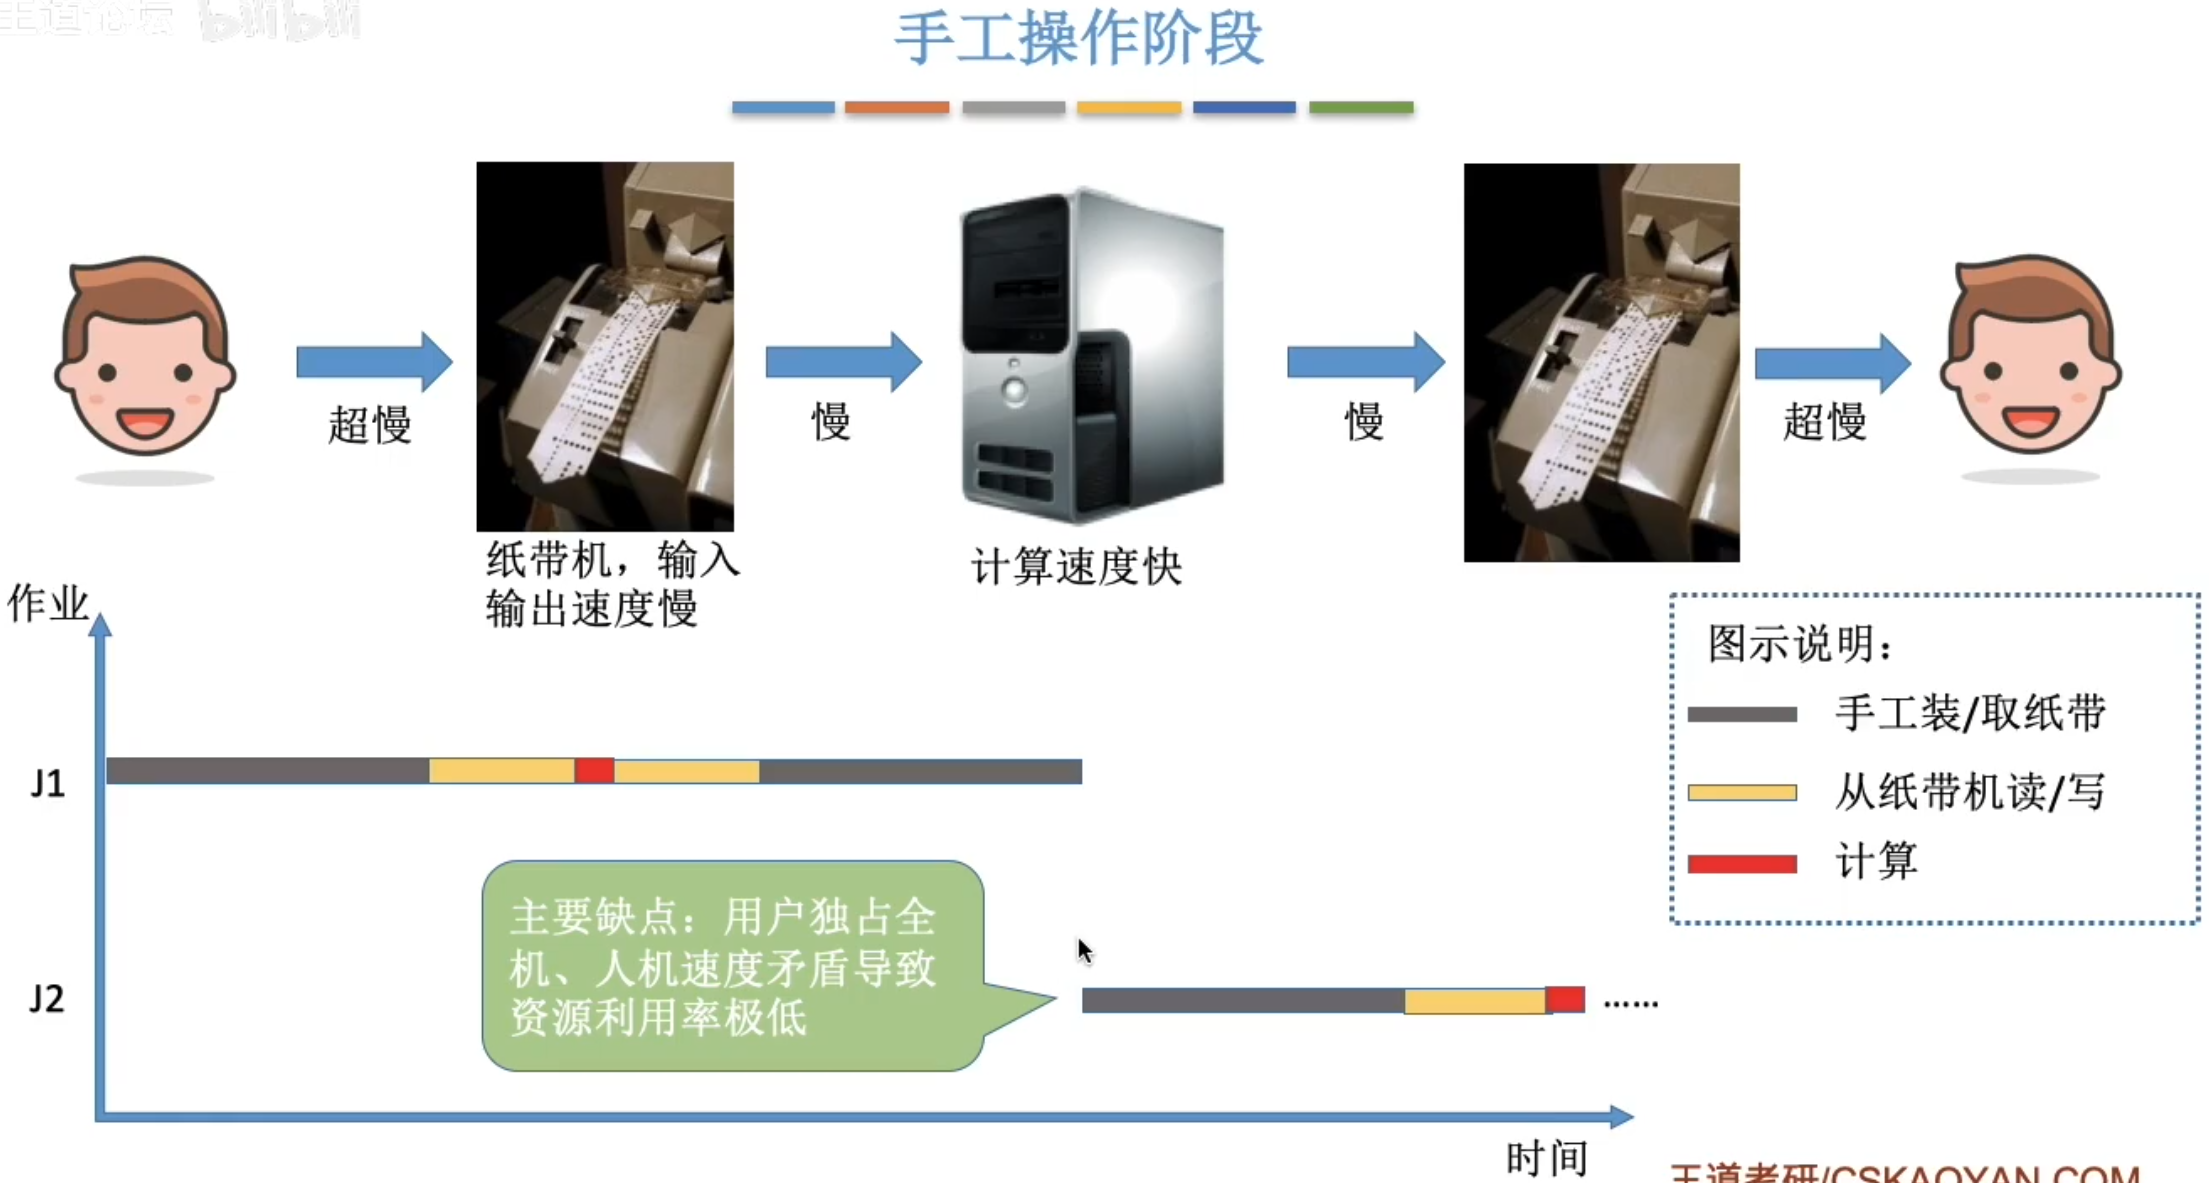 王道论坛 bilibili
手工操作阶段
超慢
慢
慢
超慢
纸带机，输入
输出速度慢
计算速度快
作业
图示说明：
手工装/取纸带
从纸带机读/写
计算
J1
主要缺点：用户独占全
机、人机速度矛盾导致
资源利用率极低
J2
......
时间
王道考研/CSKAOYAN.COM